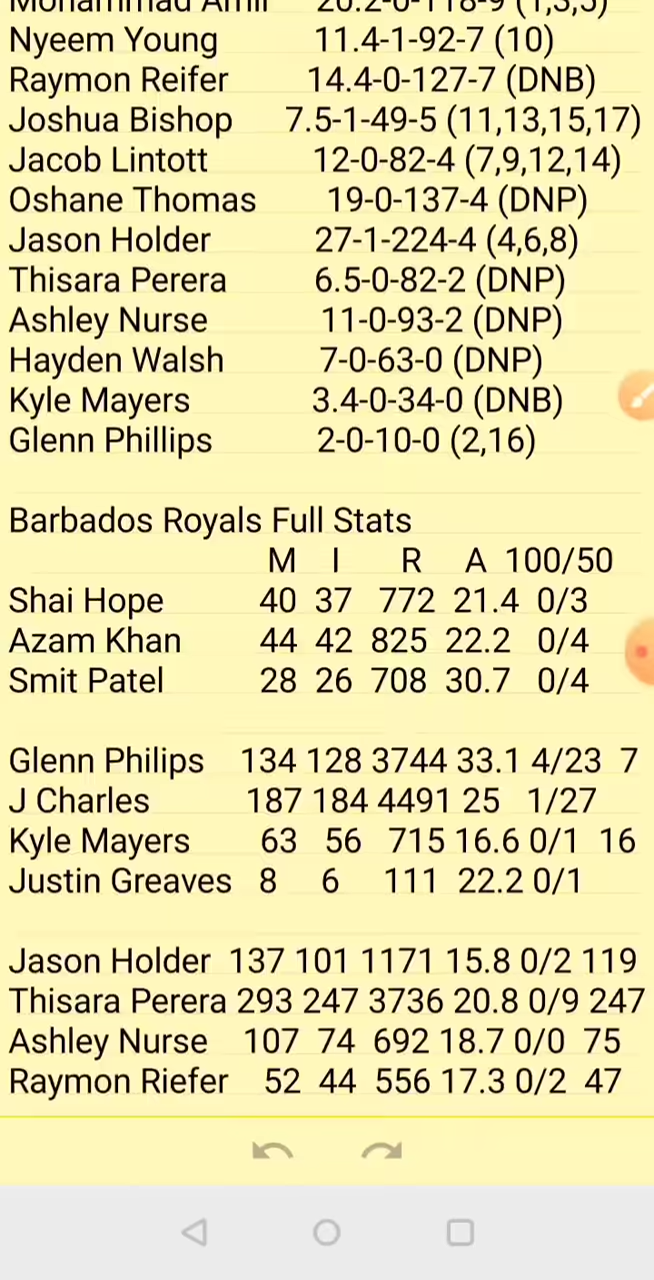 Mohammad Amir 20.2-0-118-9 (1,3,5)
Nyeem Young 11.4-1-92-7 (10)
Raymon Reifer 14.4-0-127-7 (DNB)
Joshua Bishop 7.5-1-49-5 (11,13,15,17)
Jacob Lintott 12-0-82-4 (7,9,12,14)
Oshane Thomas 19-0-137-4 (DNP)
Jason Holder 27-1-224-4 (4,6,8)
Thisara Perera 6.5-0-82-2 (DNP)
Ashley Nurse 11-0-93-2 (DNP)
Hayden Walsh 7-0-63-0 (DNP)
Kyle Mayers 3.4-0-34-0 (DNB)
Glenn Phillips 2-0-10-0 (2,16)
Barbados Royals Full Stats
M I R A 100/50
Shai Hope 40 37 772 21.4 0/3
Azam Khan 44 42 825 22.2 0/4
Smit Patel 28 26 708 30.7 0/4
Glenn Philips 134 128 3744 33.1 4/23 7
J Charles 187 184 4491 25 1/27
Kyle Mayers 63 56 715 16.6 0/1 16
Justin Greaves 8 6 111 22.2 0/1
Jason Holder 137 101 1171 15.8 0/2 119
Thisara Perera 293 247 3736 20.8 0/9 247
Ashley Nurse 107 74 692 18.7 0/0 75
Raymon Riefer 52 44 556 17.3 0/2 47